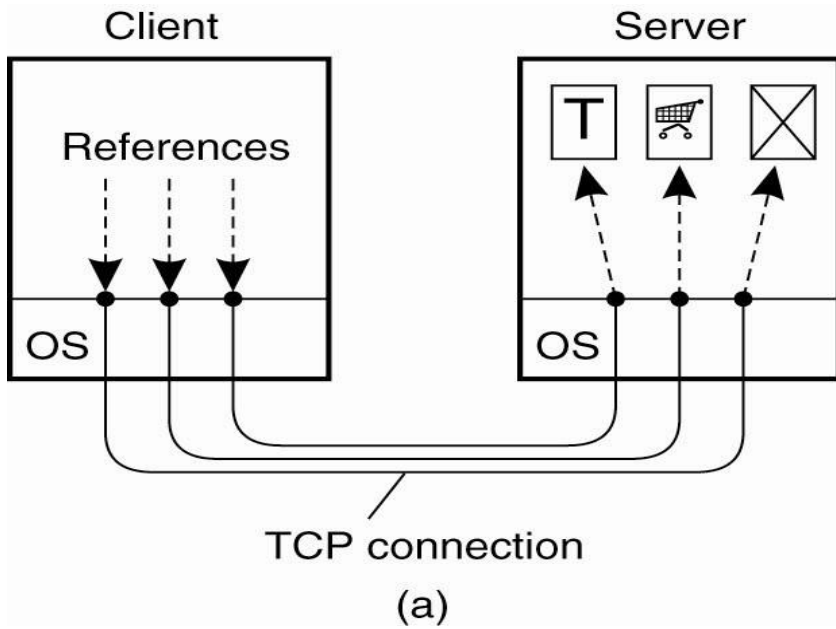 Client
Server
References
T
OS
OS
TCP connection
(a)